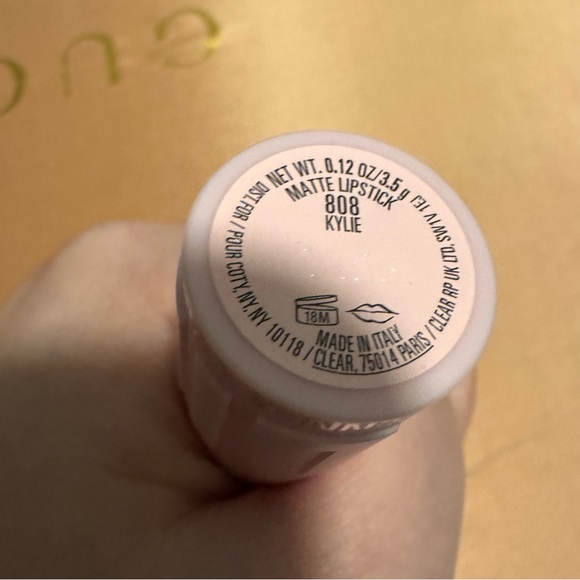 NET WT. 0.12 OZ/3.5 g
MATTE LIPSTICK
808
KYLIE
18M
MADE IN ITALY
DIST. FOR / POUR COTY, NY, NY 10118 / CLEAR, 75014 PARIS / CLEAR RP UK LTD, SW1V 1EJ
GUC